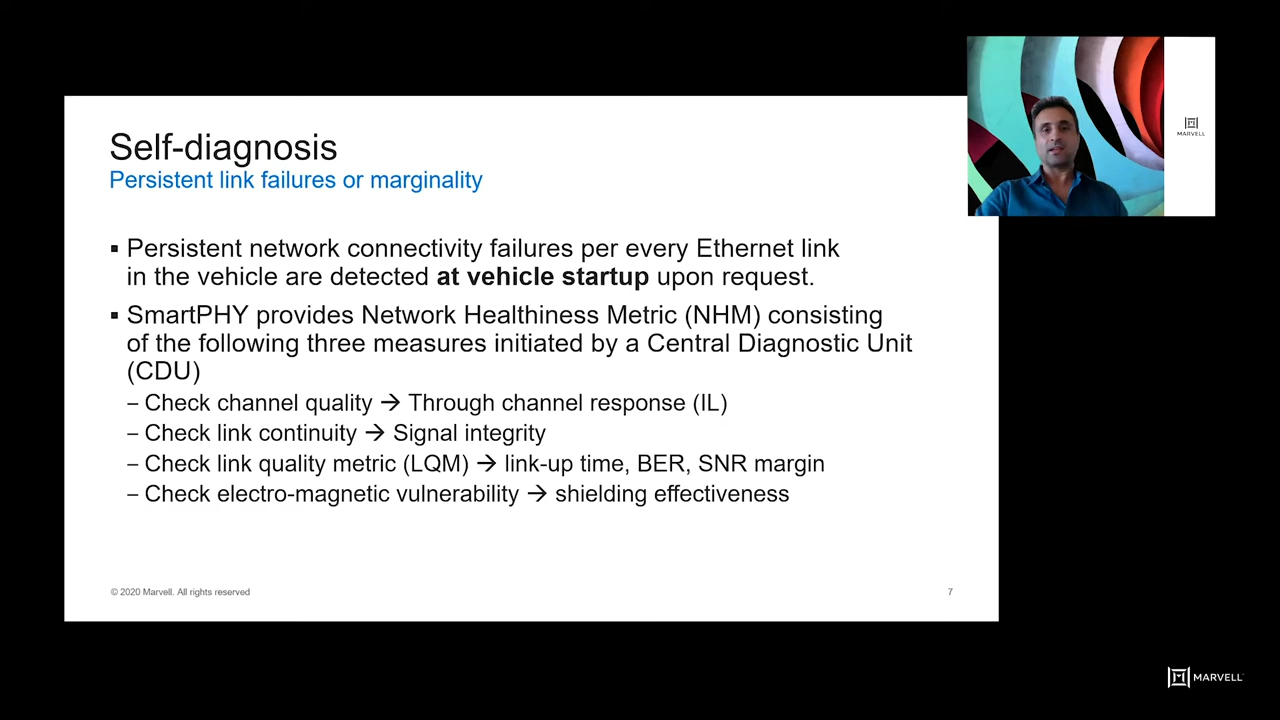 Self-diagnosis
Persistent link failures or marginality
▪ Persistent network connectivity failures per every Ethernet link
in the vehicle are detected at vehicle startup upon request.
▪ SmartPHY provides Network Healthiness Metric (NHM) consisting
of the following three measures initiated by a Central Diagnostic Unit
(CDU)
– Check channel quality → Through channel response (IL)
– Check link continuity → Signal integrity
– Check link quality metric (LQM) → link-up time, BER, SNR margin
– Check electro-magnetic vulnerability → shielding effectiveness
© 2020 Marvell. All rights reserved
7
MARVELL
MARVELL